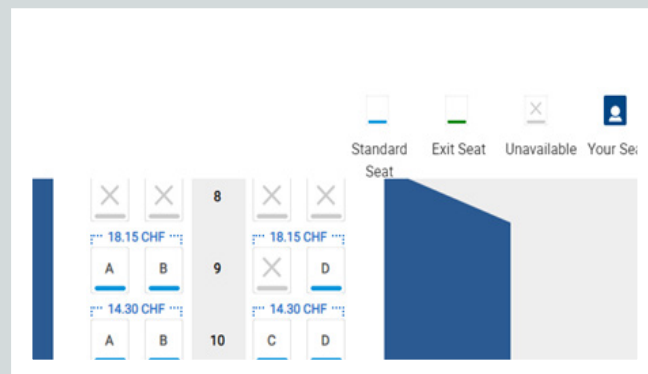 Standard Seat
Exit Seat
Unavailable
Your Sea
8
18.15 CHF 18.15 CHF
A B 9 D
14.30 CHF 14.30 CHF
A B 10 C D